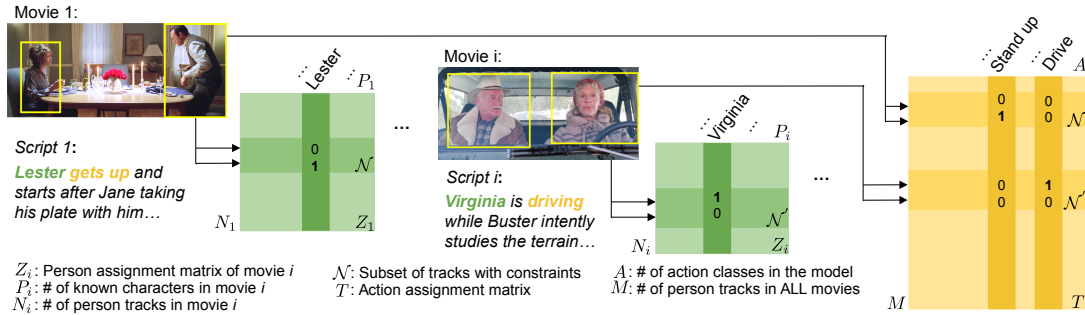 Movie 1:
... Lester ... P₁
0
1
𝒩
N₁
Z₁
...
Script 1:
Lester gets up and
starts after Jane taking
his plate with him…
Movie i:
... Virginia ... Pᵢ
1
0
𝒩′
Nᵢ
Zᵢ
...
Script i:
Virginia is driving
while Buster intently
studies the terrain…
... Stand up ... Drive A
0 0
1 0 𝒩
0 1
0 0 𝒩′
M
T
Zᵢ: Person assignment matrix of movie i
Pᵢ: # of known characters in movie i
Nᵢ: # of person tracks in movie i
𝒩: Subset of tracks with constraints
T: Action assignment matrix
A: # of action classes in the model
M: # of person tracks in ALL movies